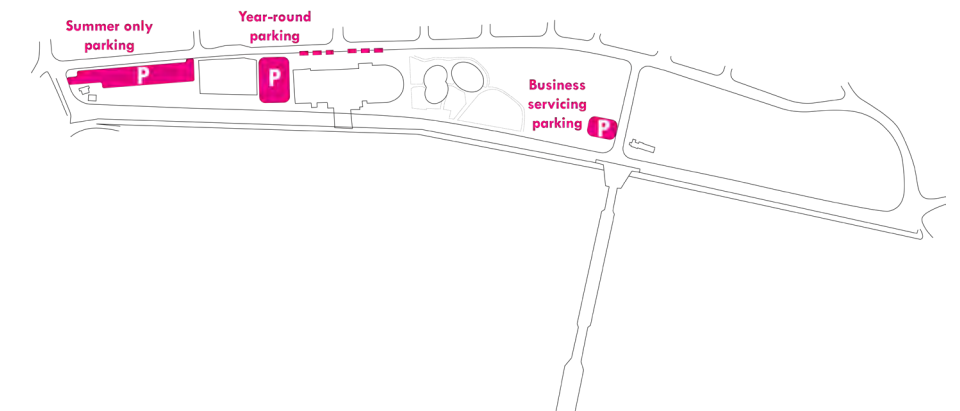 Summer only
parking
P
Year-round
parking
P
Business
servicing
parking
P